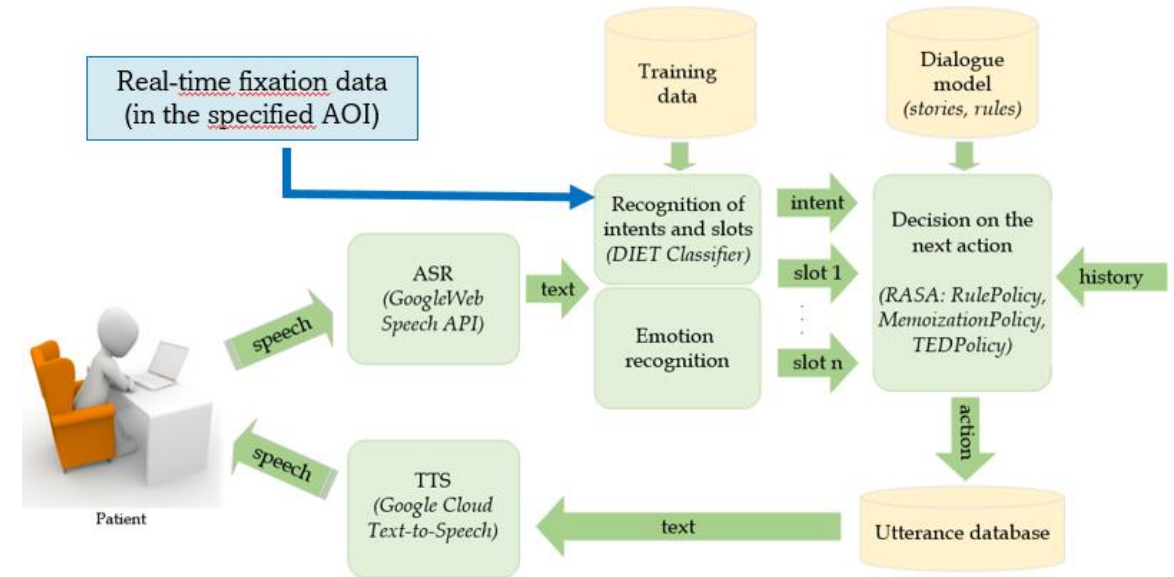 Real-time fixation data
(in the specified AOI)
Training
data
Dialogue
model
(stories, rules)
Recognition of
intents and slots
(DIET Classifier)
Emotion
recognition
intent
slot 1
slot n
Decision on the
next action
(RASA: RulePolicy,
MemoizationPolicy,
TEDPolicy)
history
ASR
(GoogleWeb
Speech API)
text
speech
speech
Patient
TTS
(Google Cloud
Text-to-Speech)
text
action
Utterance database